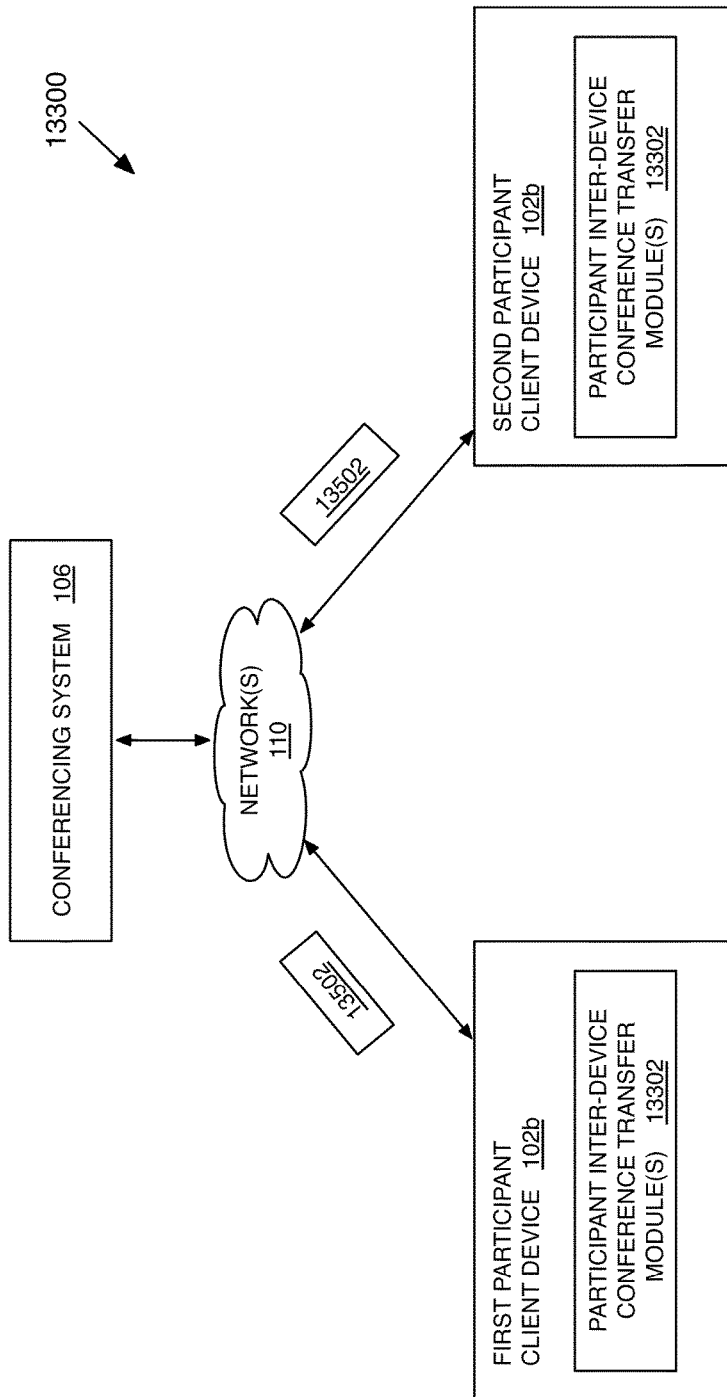 13300
CONFERENCING SYSTEM 106
NETWORK(S)
110
13502
13502
FIRST PARTICIPANT
CLIENT DEVICE 102b
PARTICIPANT INTER-DEVICE
CONFERENCE TRANSFER
MODULE(S) 13302
SECOND PARTICIPANT
CLIENT DEVICE 102b
PARTICIPANT INTER-DEVICE
CONFERENCE TRANSFER
MODULE(S) 13302